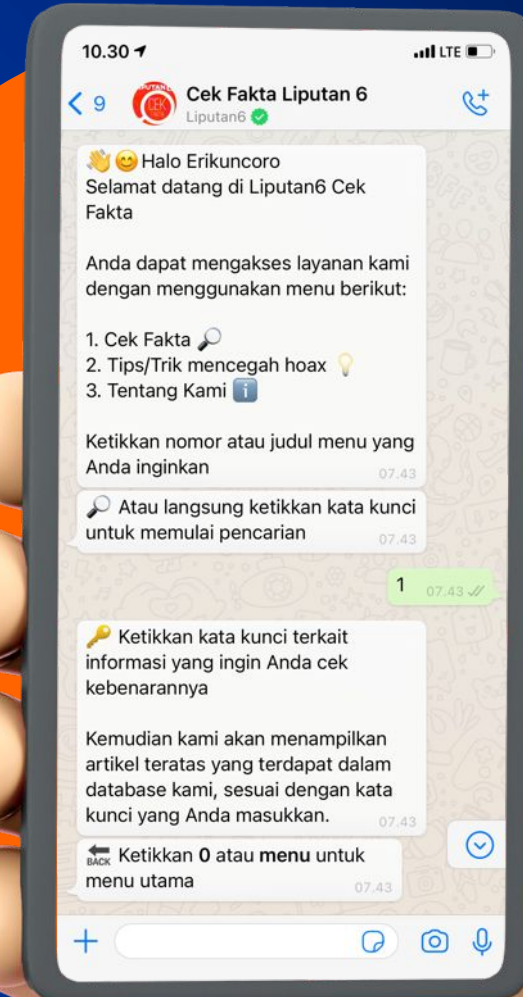 10.30
LTE
9
Cek Fakta Liputan 6
Liputan6
👋😊 Halo Erikuncoro
Selamat datang di Liputan6 Cek
Fakta
Anda dapat mengakses layanan kami
dengan menggunakan menu berikut:
1. Cek Fakta 🔎
2. Tips/Trik mencegah hoax 💡
3. Tentang Kami ℹ️
Ketikkan nomor atau judul menu yang
Anda inginkan
07.43
🔎 Atau langsung ketikkan kata kunci
untuk memulai pencarian
07.43
1
07.43
🔑 Ketikkan kata kunci terkait
informasi yang ingin Anda cek
kebenarannya
Kemudian kami akan menampilkan
artikel teratas yang terdapat dalam
database kami, sesuai dengan kata
kunci yang Anda masukkan.
07.43
🔙 Ketikkan 0 atau menu untuk
menu utama
07.43